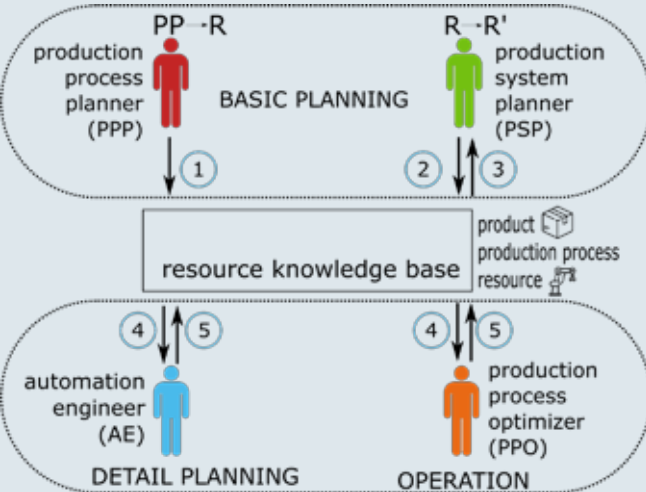 PP→R
production
process
planner
(PPP)
BASIC PLANNING
R→R'
production
system
planner
(PSP)
1
2
3
resource knowledge base
product
production process
resource
4
5
4
5
automation
engineer
(AE)
production
process
optimizer
(PPO)
DETAIL PLANNING
OPERATION